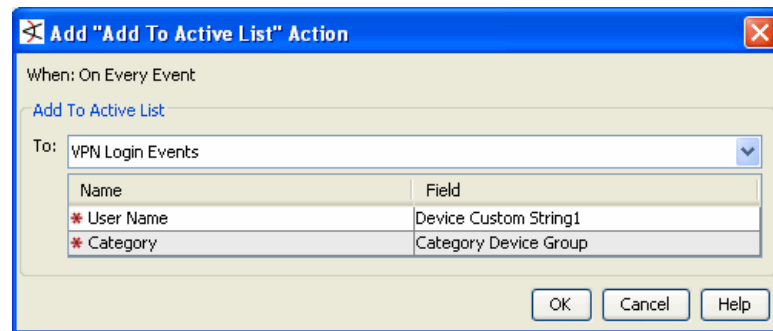 Add "Add To Active List" Action
When: On Every Event
Add To Active List
To: VPN Login Events
Name Field
* User Name Device Custom String1
* Category Category Device Group
OK Cancel Help